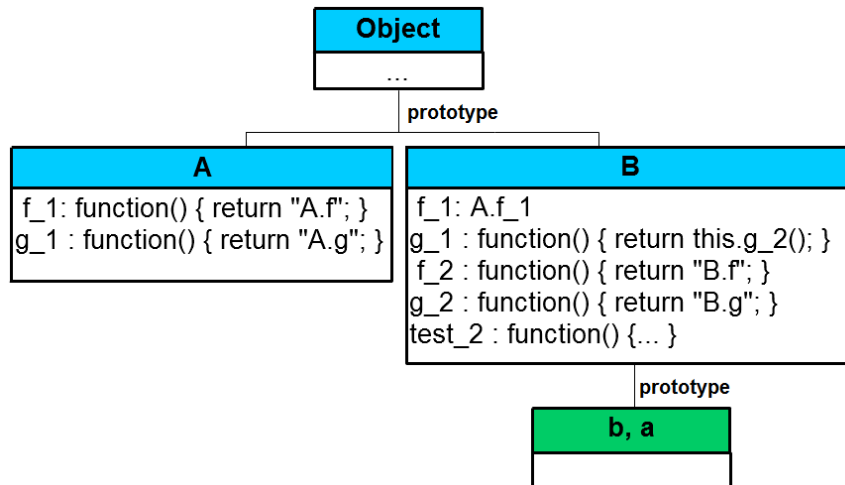 Object
...
prototype
A
f_1: function() { return "A.f"; }
g_1 : function() { return "A.g"; }
B
f_1: A.f_1
g_1 : function() { return this.g_2(); }
f_2 : function() { return "B.f"; }
g_2 : function() { return "B.g"; }
test_2 : function() {... }
prototype
b, a